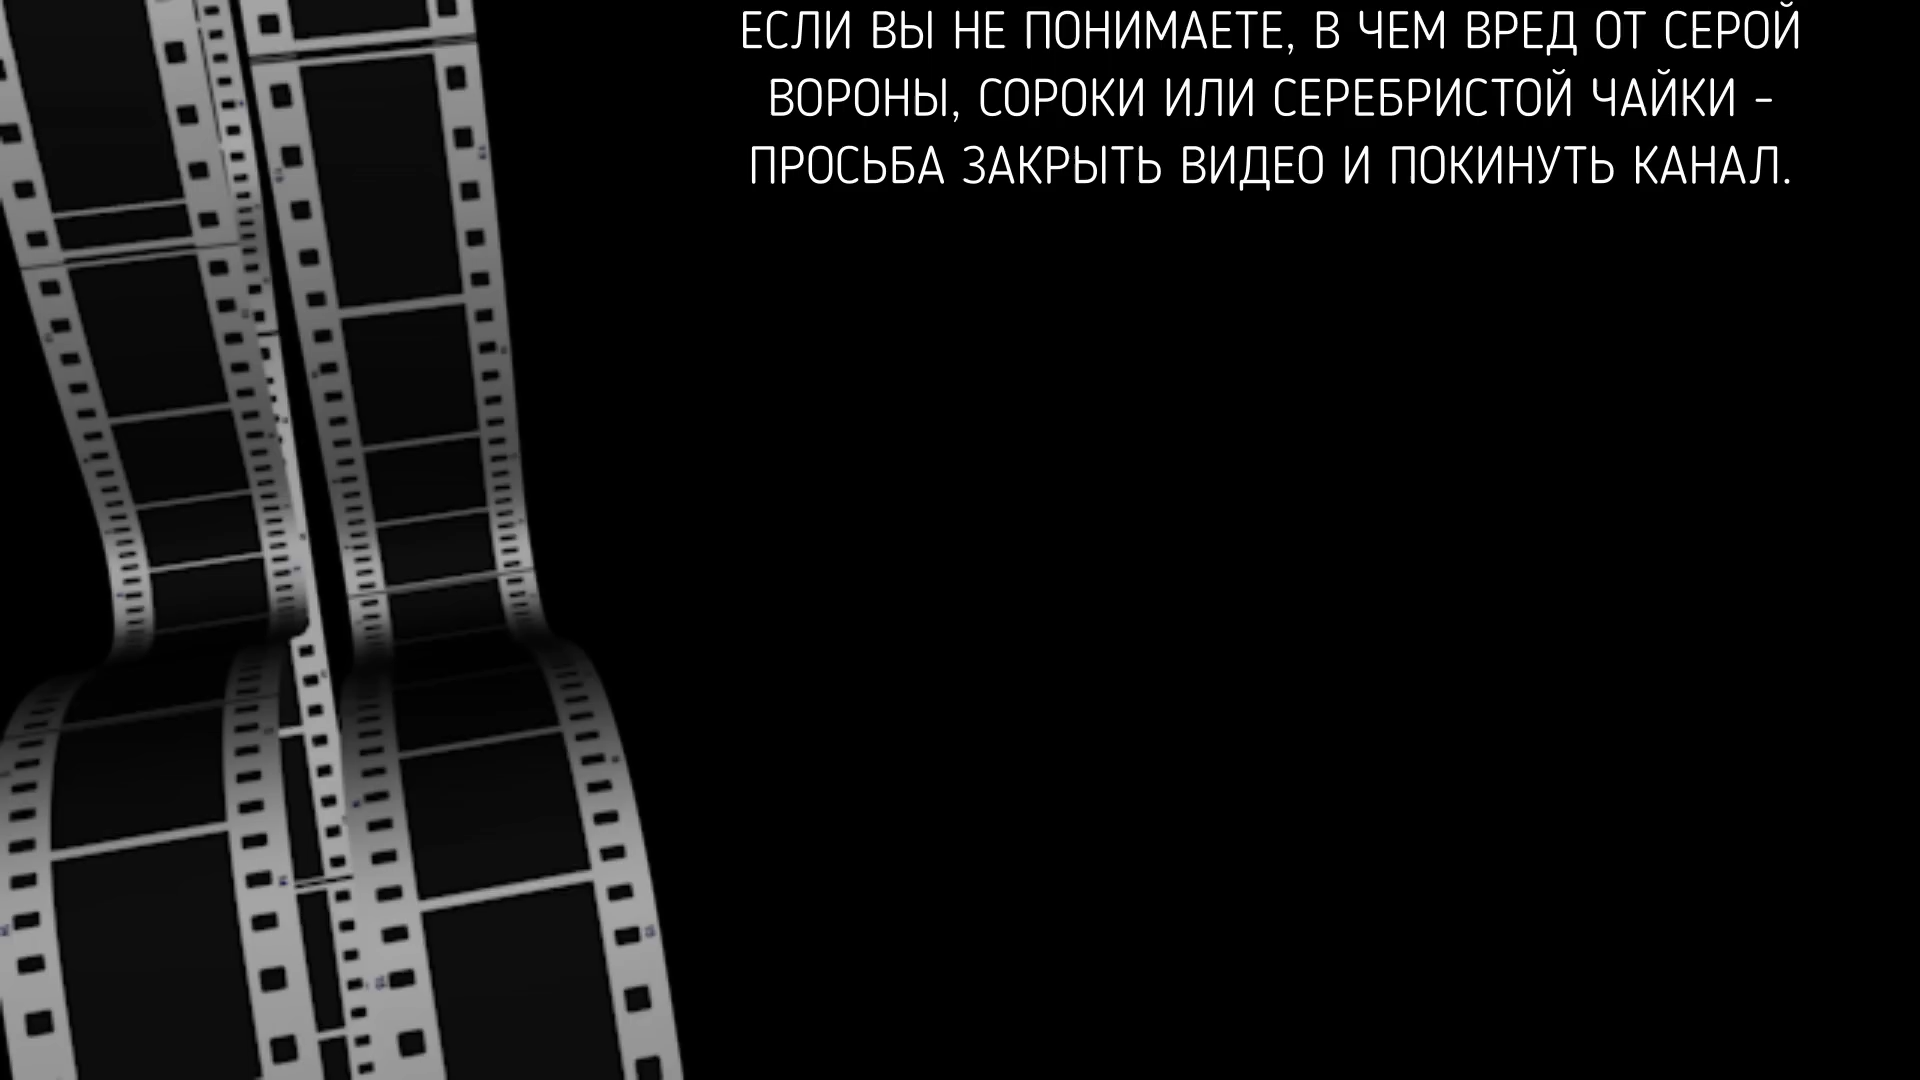 ЕСЛИ ВЫ НЕ ПОНИМАЕТЕ, В ЧЕМ ВРЕД ОТ СЕРОЙ
ВОРОНЫ, СОРОКИ ИЛИ СЕРЕБРИСТОЙ ЧАЙКИ -
ПРОСЬБА ЗАКРЫТЬ ВИДЕО И ПОКИНУТЬ КАНАЛ.